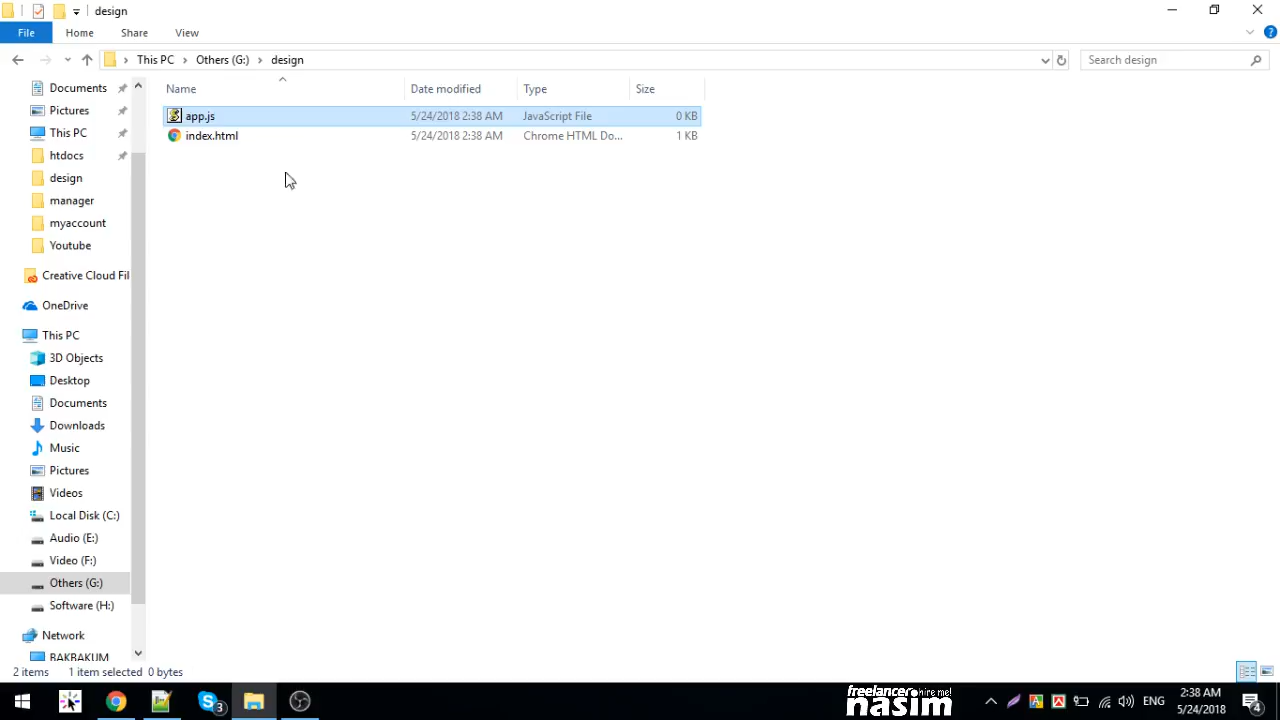 design
File Home Share View
This PC Others (G:) design Search design
Name Date modified Type Size
app.js 5/24/2018 2:38 AM JavaScript File 0 KB
index.html 5/24/2018 2:38 AM Chrome HTML Do... 1 KB
Documents
Pictures
This PC
htdocs
design
manager
myaccount
Youtube
Creative Cloud Fil
OneDrive
This PC
3D Objects
Desktop
Documents
Downloads
Music
Pictures
Videos
Local Disk (C:)
Audio (E:)
Video (F:)
Others (G:)
Software (H:)
Network
BAKBAKUM
2 items 1 item selected 0 bytes
3
freelancer hire me!
nasim
ENG
2:38 AM
5/24/2018
4